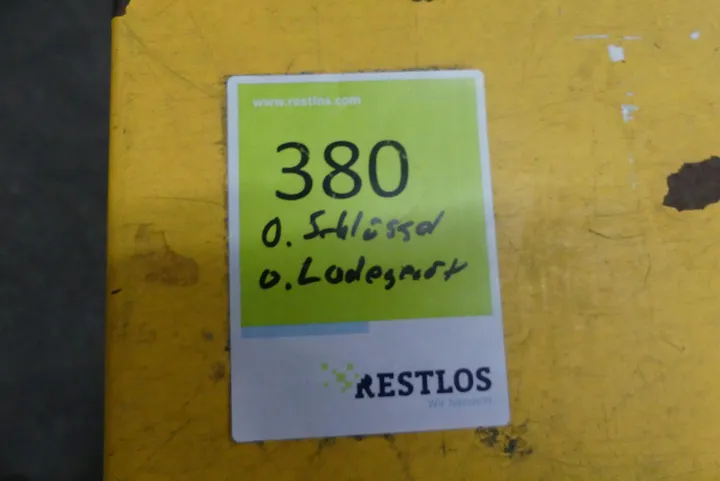 www.restlos.com
380
o. Schlüssel
o. Ladegerät
RESTLOS